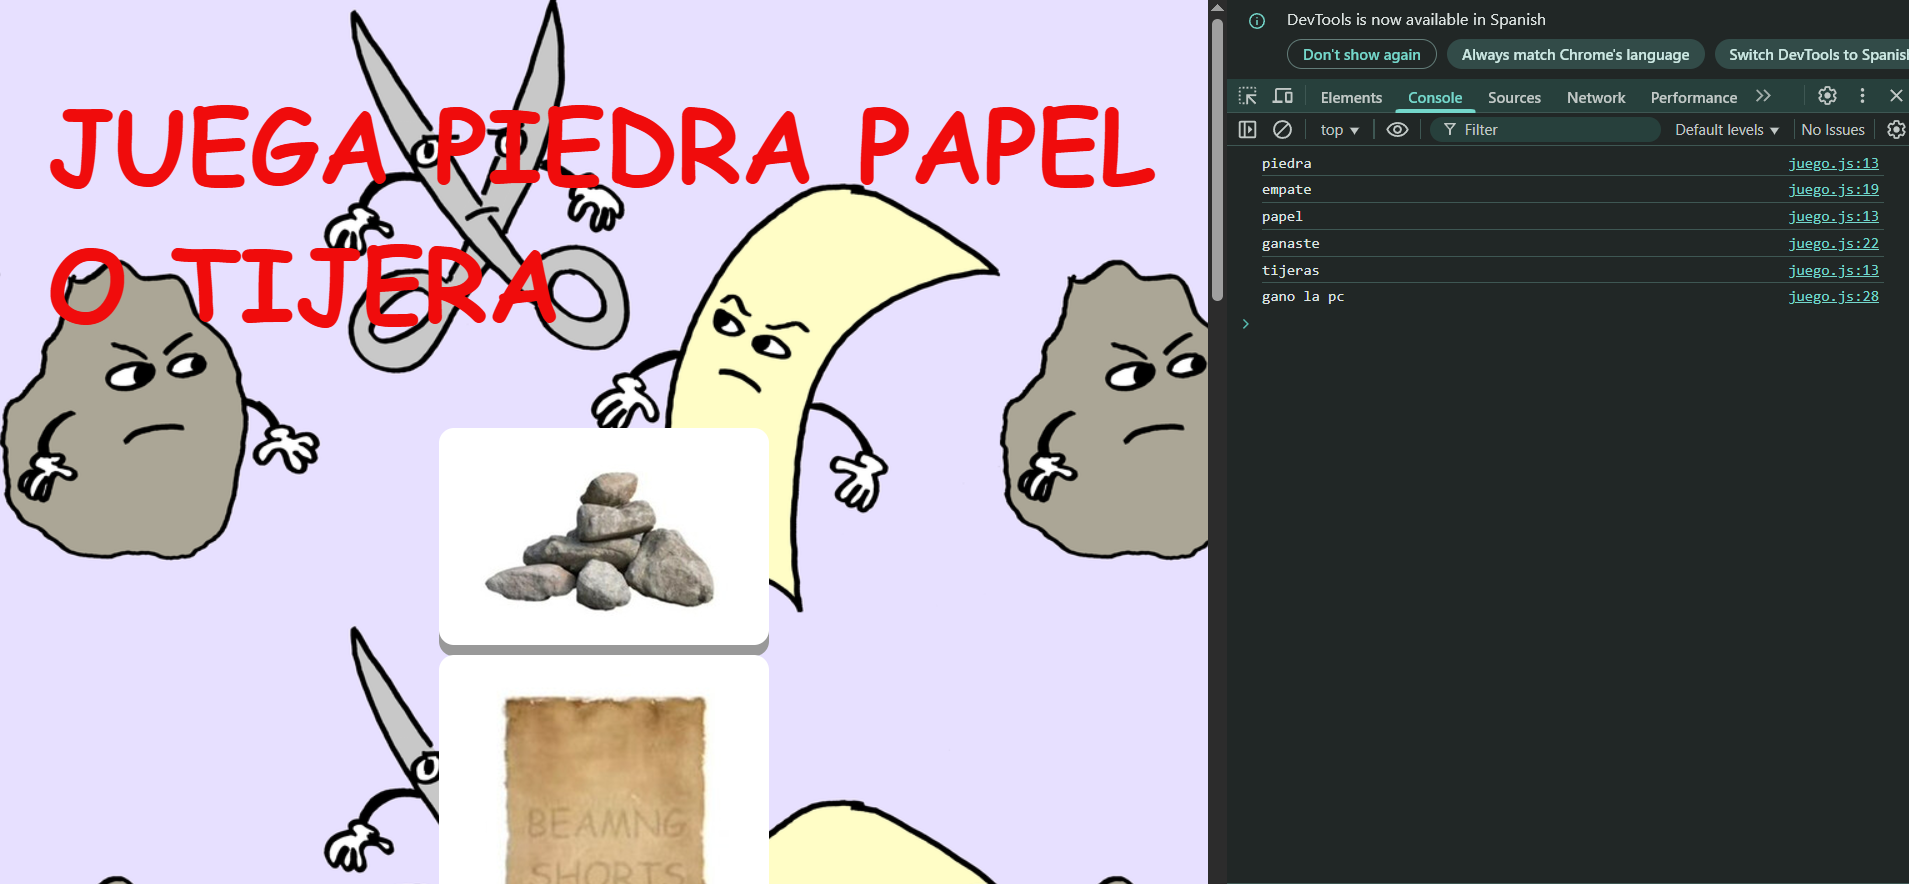 JUEGA PIEDRA PAPEL
O TIJERA
BEAMNG
SHORTS
DevTools is now available in Spanish
Don't show again
Always match Chrome's language
Switch DevTools to Spanish
Elements
Console
Sources
Network
Performance
top
Filter
Default levels
No Issues
piedra juego.js:13
empate juego.js:19
papel juego.js:13
ganaste juego.js:22
tijeras juego.js:13
gano la pc juego.js:28